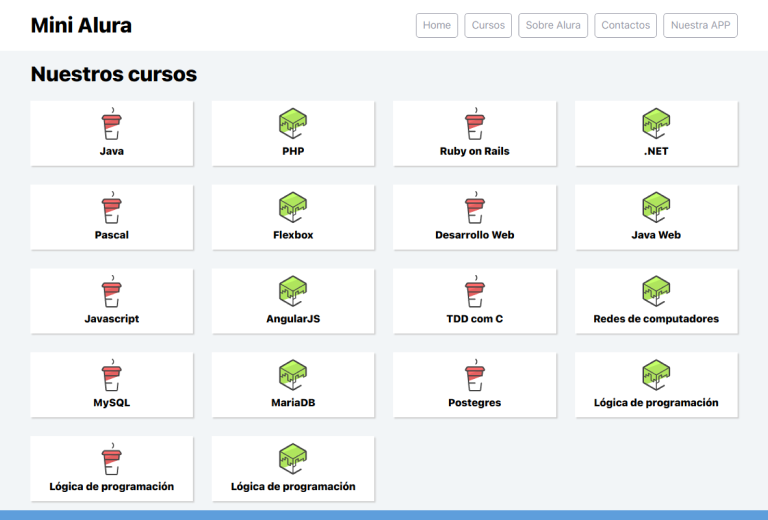 Mini Alura
Home Cursos Sobre Alura Contactos Nuestra APP
Nuestros cursos
Java PHP Ruby on Rails .NET
Pascal Flexbox Desarrollo Web Java Web
Javascript AngularJS TDD com C Redes de computadores
MySQL MariaDB Postegres Lógica de programación
Lógica de programación Lógica de programación